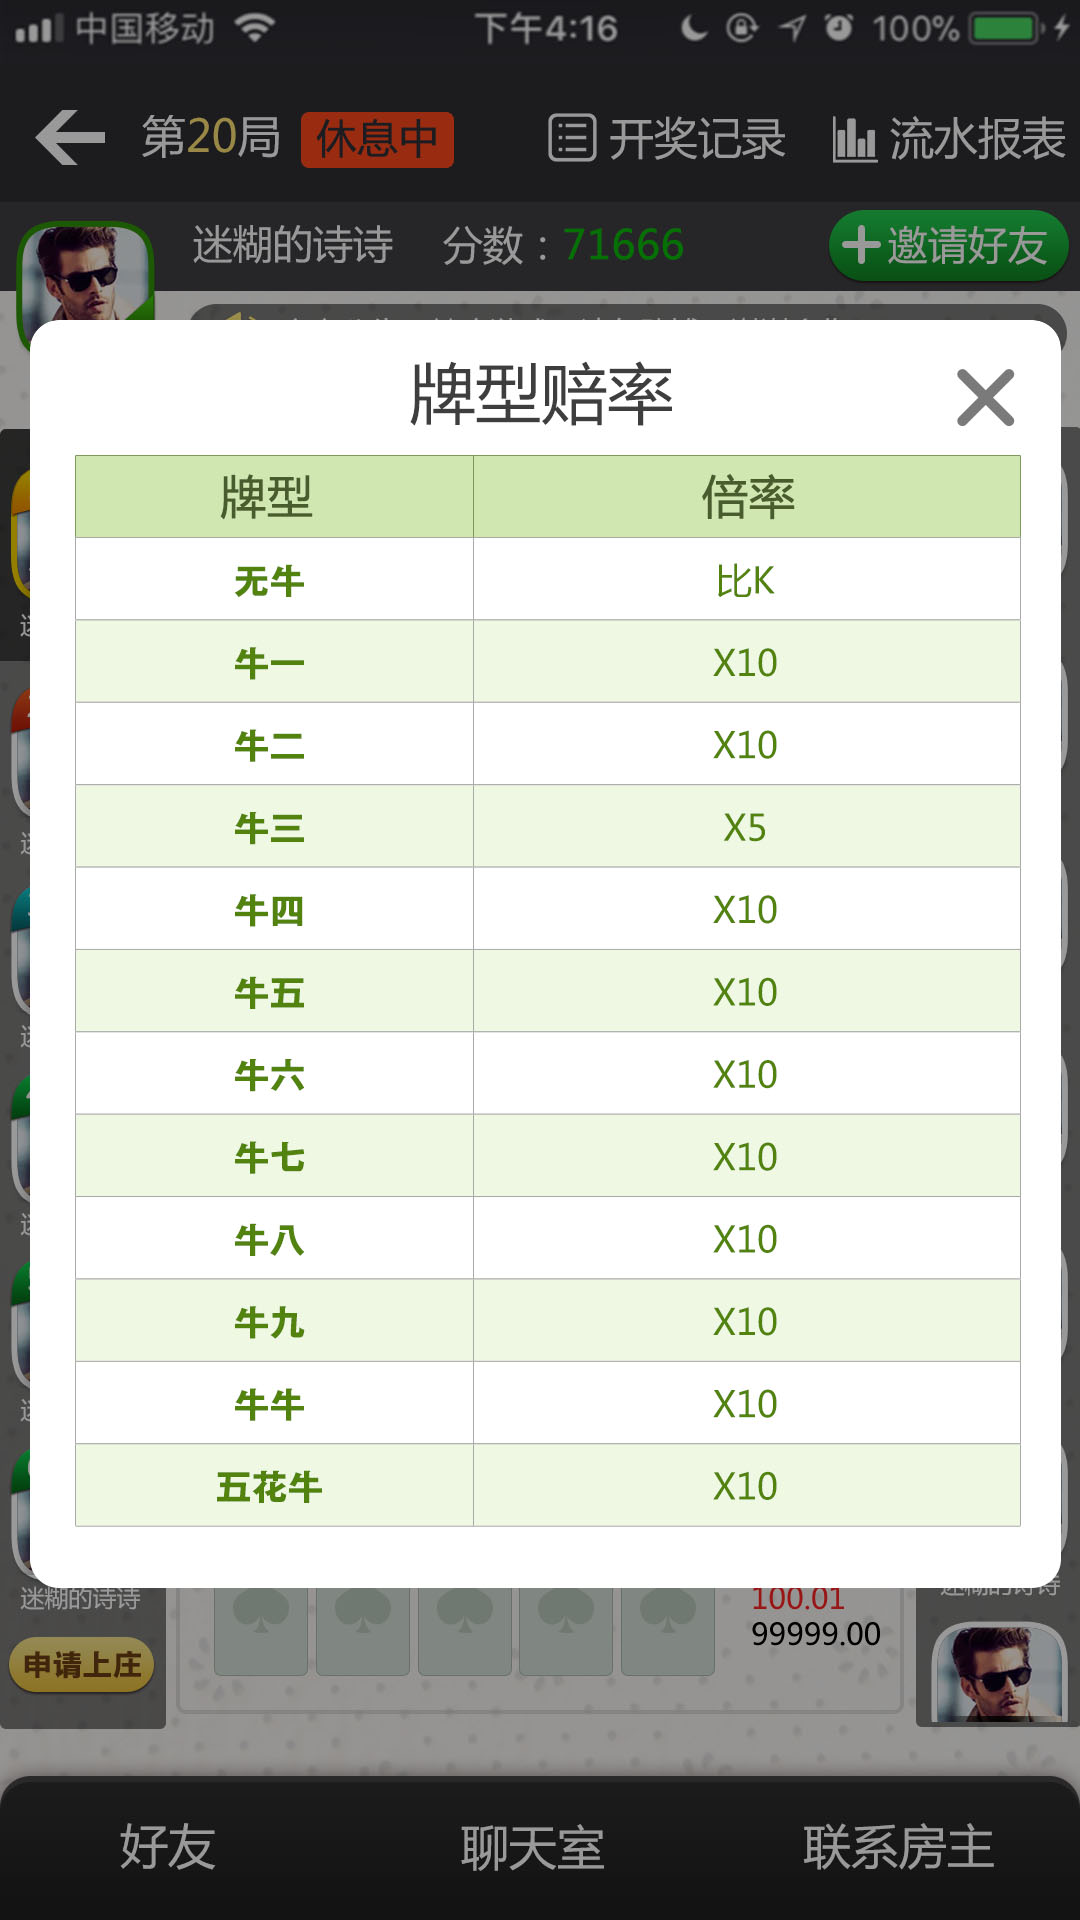 中国移动 下午4:16 100%
第20局 休息中 开奖记录 流水报表
迷糊的诗诗 分数：71666 邀请好友
牌型赔率
牌型 倍率
无牛 比K
牛一 X10
牛二 X10
牛三 X5
牛四 X10
牛五 X10
牛六 X10
牛七 X10
牛八 X10
牛九 X10
牛牛 X10
五花牛 X10
迷糊的诗诗 100.01 迷糊的诗诗
99999.00
申请上庄
好友 聊天室 联系房主